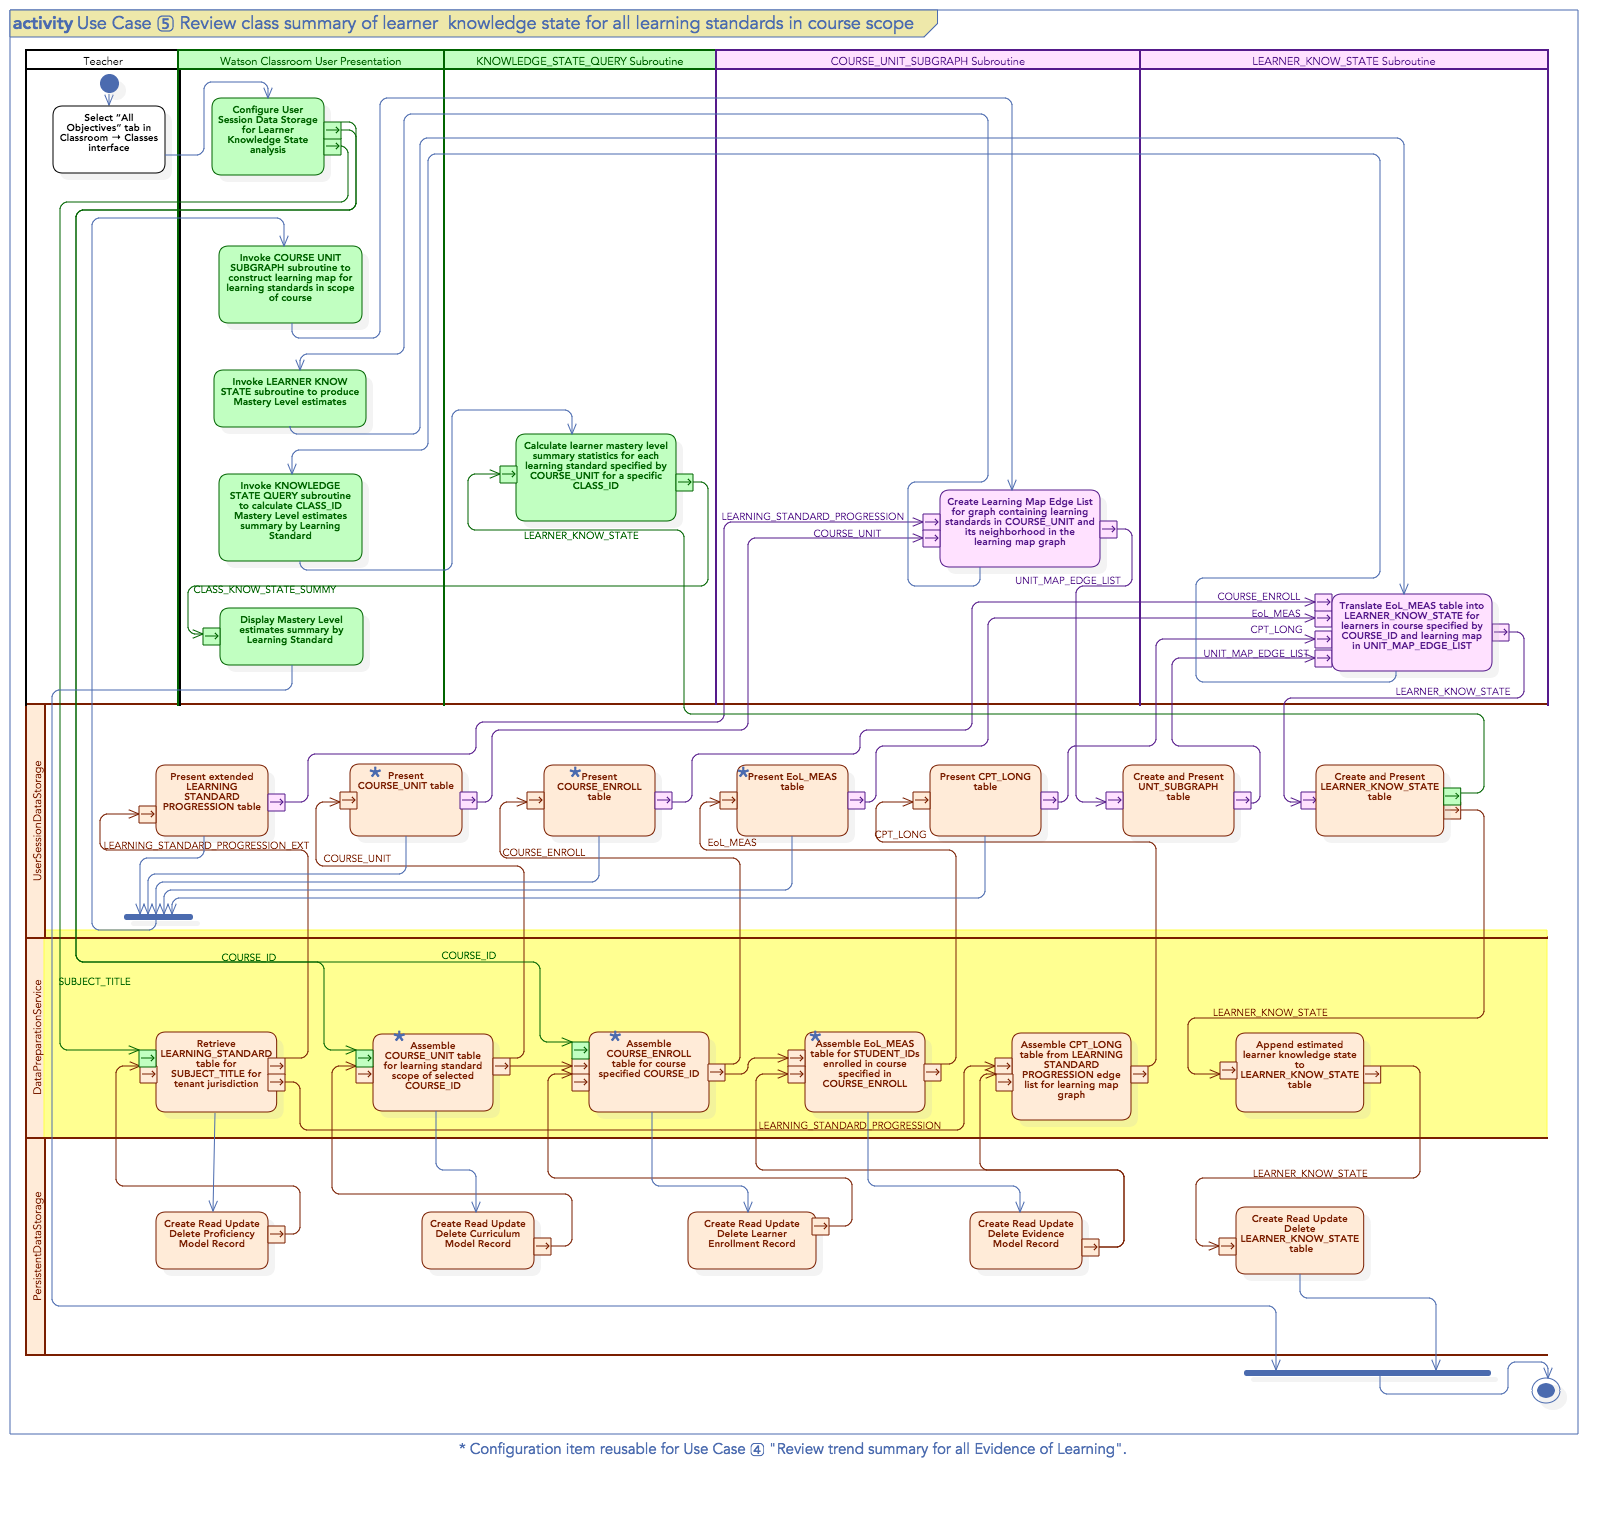 activity Use Case 5 Review class summary of learner knowledge state for all learning standards in course scope
Teacher
Watson Classroom User Presentation
KNOWLEDGE_STATE_QUERY Subroutine
COURSE_UNIT_SUBGRAPH Subroutine
LEARNER_KNOW_STATE Subroutine
Select “All
Objectives” tab in
Classroom → Classes
interface
Configure User
Session Data Storage
for Learner
Knowledge State
analysis
Invoke COURSE UNIT
SUBGRAPH subroutine to
construct learning map for
learning standards in scope
of course
Invoke LEARNER KNOW
STATE subroutine to produce
Mastery Level estimates
Invoke KNOWLEDGE
STATE QUERY subroutine
to calculate CLASS_ID
Mastery Level estimates
summary by Learning
Standard
Calculate learner mastery level
summary statistics for each
learning standard specified by
COURSE_UNIT for a specific
CLASS_ID
LEARNER_KNOW_STATE
CLASS_KNOW_STATE_SUMMY
Display Mastery Level
estimates summary by
Learning Standard
LEARNING_STANDARD_PROGRESSION
COURSE_UNIT
Create Learning Map Edge List
for graph containing learning
standards in COURSE_UNIT and
its neighborhood in the
learning map graph
UNIT_MAP_EDGE_LIST
COURSE_ENROLL
EoL_MEAS
CPT_LONG
UNIT_MAP_EDGE_LIST
Translate EoL_MEAS table into
LEARNER_KNOW_STATE for
learners in course specified by
COURSE_ID and learning map
in UNIT_MAP_EDGE_LIST
LEARNER_KNOW_STATE
UserSessionDataStorage
Present extended
LEARNING
STANDARD
PROGRESSION table
* Present
COURSE_UNIT table
* Present
COURSE_ENROLL
table
* Present EoL_MEAS
table
Present CPT_LONG
table
Create and Present
UNT_SUBGRAPH
table
Create and Present
LEARNER_KNOW_STATE
table
LEARNING_STANDARD_PROGRESSION_EXT
COURSE_UNIT
COURSE_ENROLL
EoL_MEAS
CPT_LONG
DataPreparationService
COURSE_ID
COURSE_ID
SUBJECT_TITLE
LEARNER_KNOW_STATE
Retrieve
LEARNING_STANDARD
table for
SUBJECT_TITLE for
tenant jurisdiction
* Assemble
COURSE_UNIT table
for learning standard
scope of selected
COURSE_ID
* Assemble
COURSE_ENROLL
table for course
specified COURSE_ID
* Assemble EoL_MEAS
table for STUDENT_IDs
enrolled in course
specified in
COURSE_ENROLL
Assemble CPT_LONG
table from LEARNING
STANDARD
PROGRESSION edge
list for learning map
graph
Append estimated
learner knowledge state
to
LEARNER_KNOW_STATE
table
LEARNING_STANDARD_PROGRESSION
PersistentDataStorage
LEARNER_KNOW_STATE
Create Read Update
Delete Proficiency
Model Record
Create Read Update
Delete Curriculum
Model Record
Create Read Update
Delete Learner
Enrollment Record
Create Read Update
Delete Evidence
Model Record
Create Read Update
Delete
LEARNER_KNOW_STATE
table
* Configuration item reusable for Use Case 4 "Review trend summary for all Evidence of Learning".